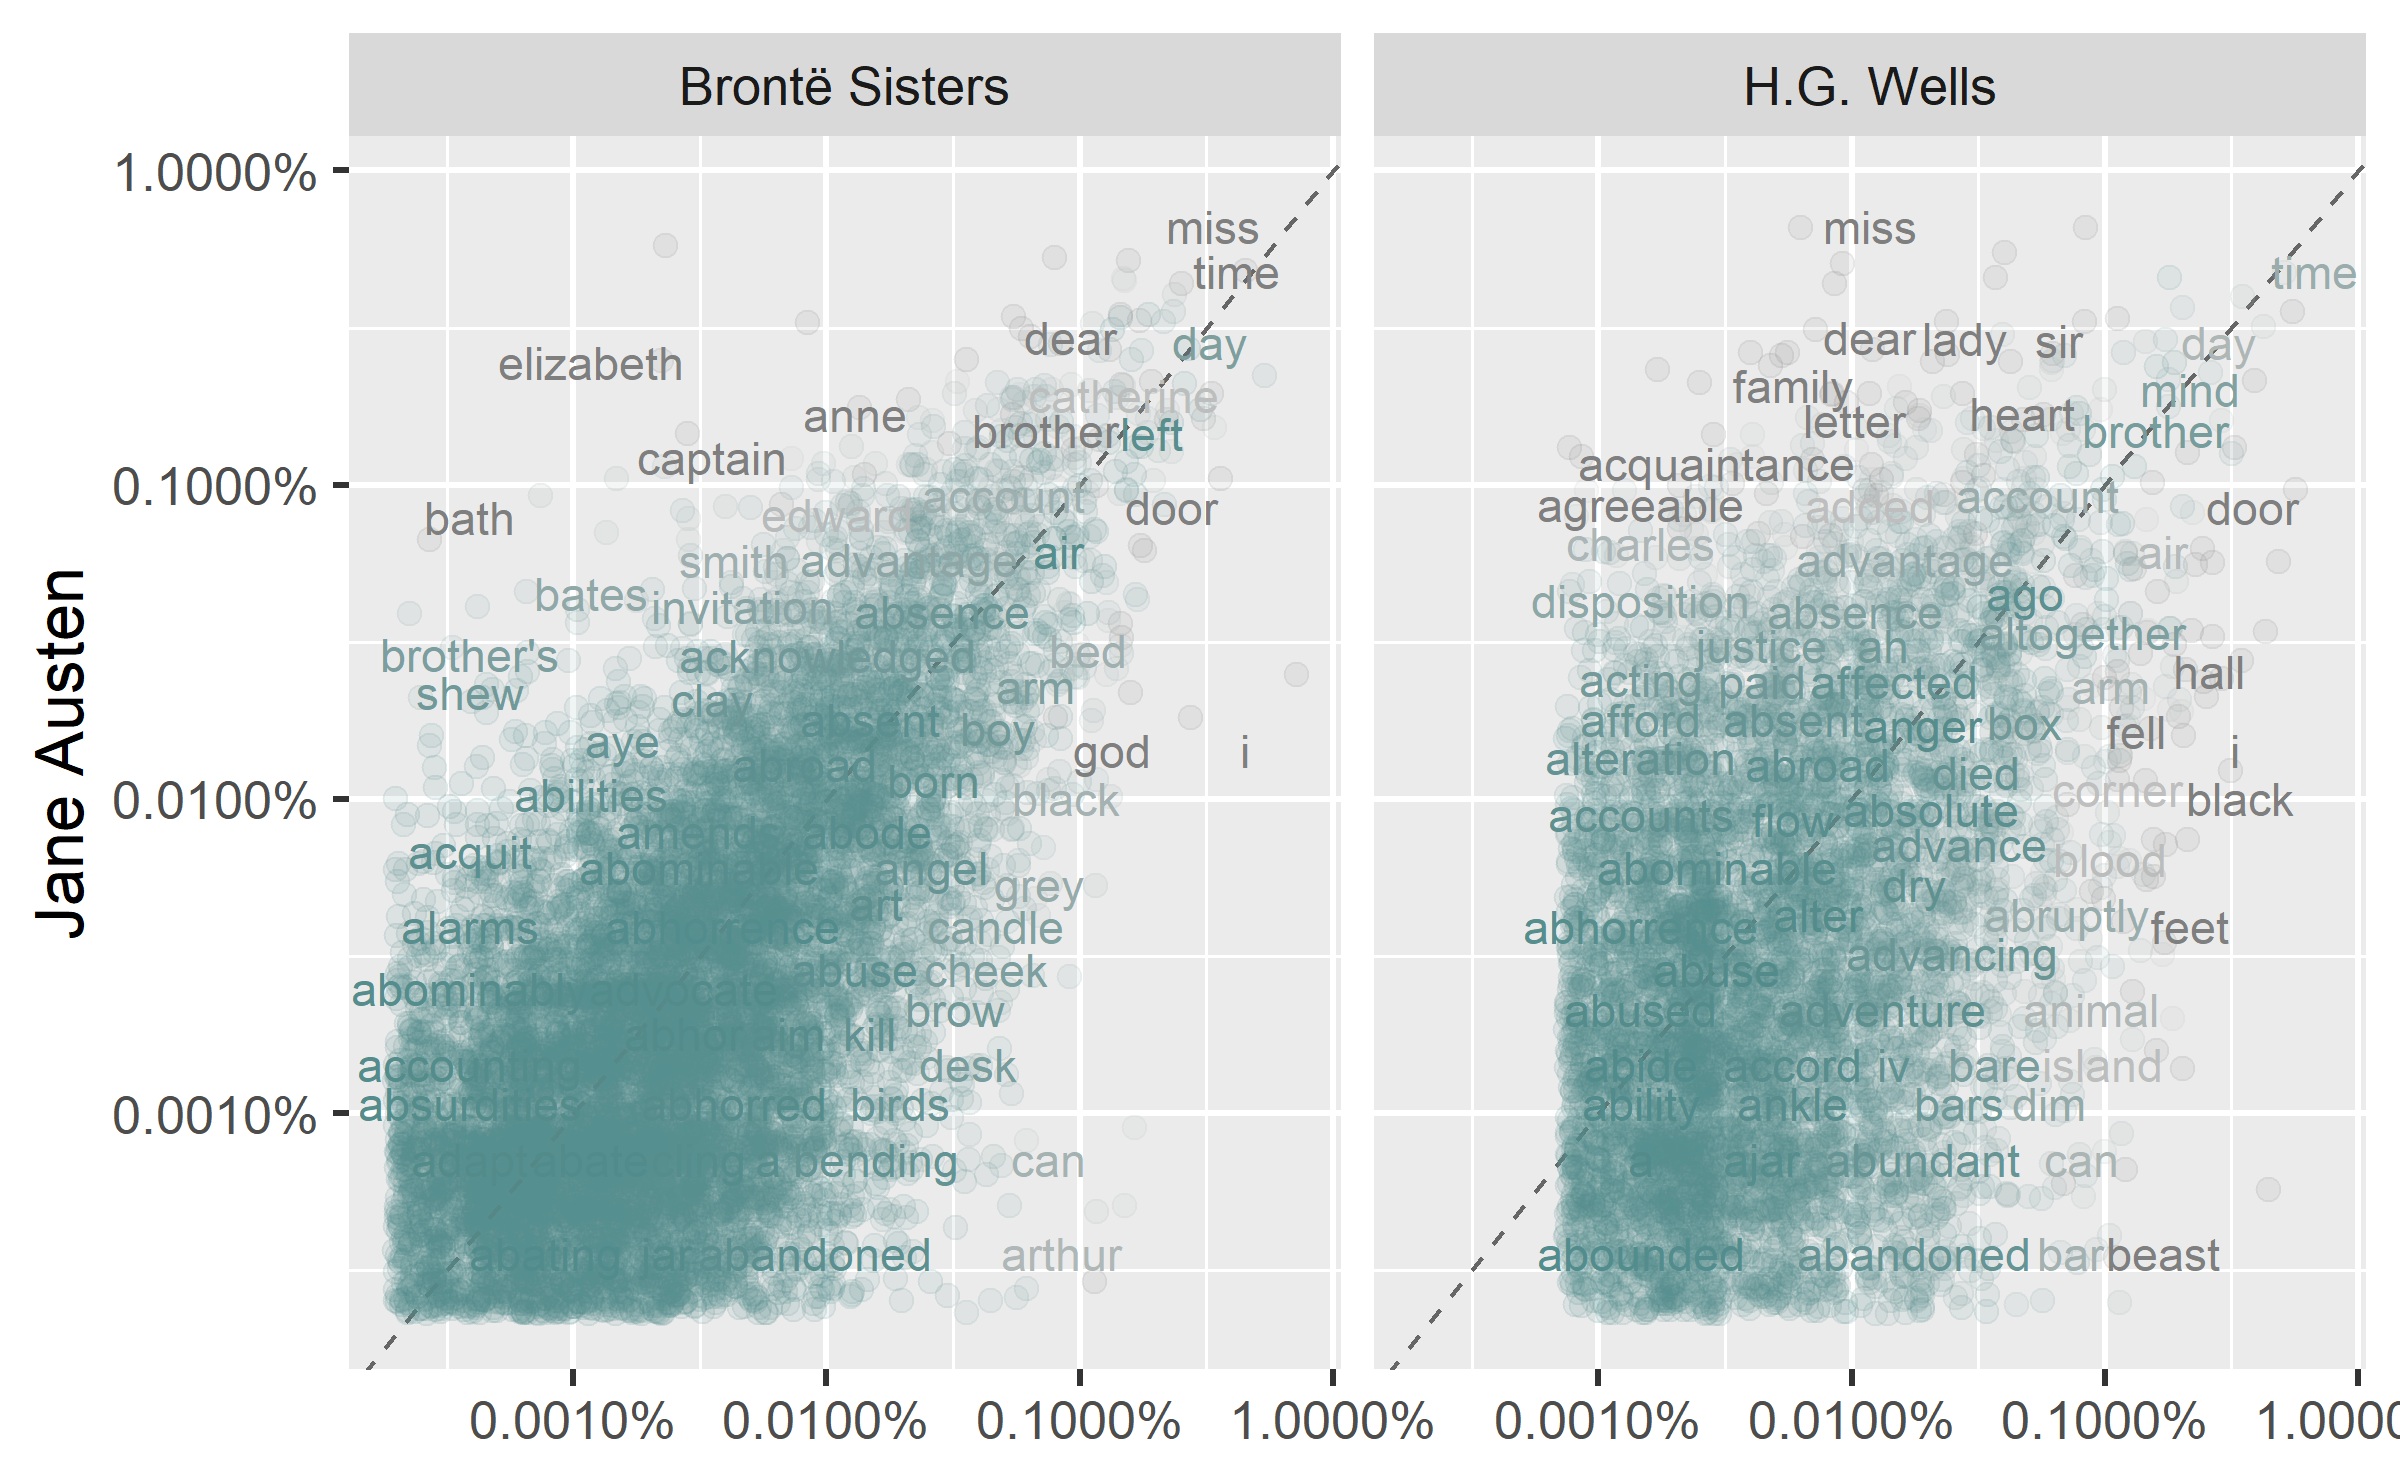 Brontë Sisters H.G. Wells
1.0000%
miss miss
time time
dear day dear lady sir day
elizabeth family mind
catherine
anne brother left letter heart brother
captain acquaintance
0.1000%
bath edward account door agreeable added account door
smith advantage air charles advantage air
bates invitation absence disposition absence ago
brother's acknowledged bed justice ah altogether
shew clay arm acting paid affected arm hall
absent boy afford absent anger box fell
aye god i alteration abroad died i
abroad born
0.0100%
abilities black accounts flow absolute corner black
amend abode advance
acquit abominable angel grey abominable dry blood
art
alarms abhorrence candle abhorrence alter abruptly feet
abuse cheek abuse advancing
abominably advocate brow abused adventure animal
abhor aim kill
accounting desk abide accord iv bare island
0.0010%
absurdities abhorred birds ability ankle bars dim
adapt bending can a ajar abundant can
abating jar abandoned arthur abounded abandoned bar beast
Jane Austen
0.0010% 0.0100% 0.1000% 1.0000% 0.0010% 0.0100% 0.1000% 1.0000